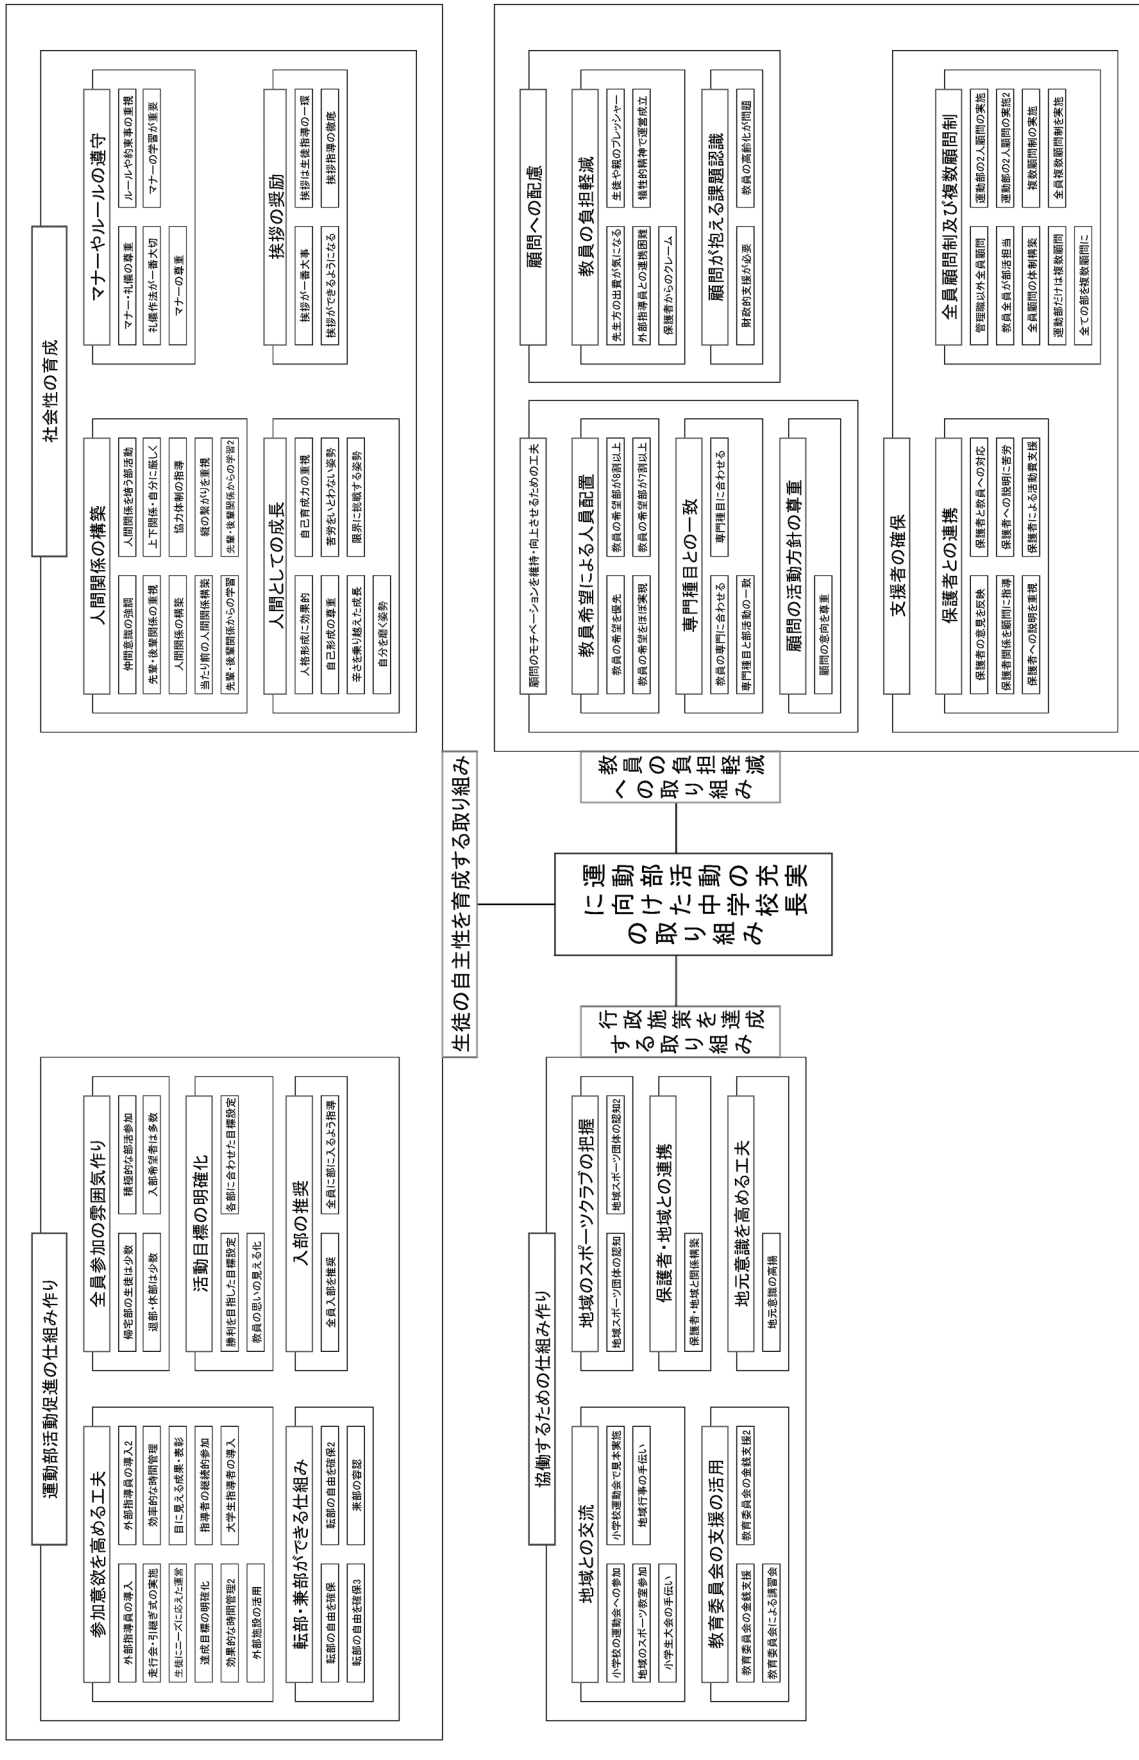 運動部活動の充実
に向けた中学校長
の取り組み
生徒の自主性を育成する取り組み
運動部活動促進の仕組み作り
参加意欲を高める工夫
外部指導員の導入
外部指導員の導入2
走行会・引継ぎ式の実施
効率的な時間管理
生徒にニーズに応えた運営
目に見える成果・表彰
達成目標の明確化
指導者の継続的参加
効果的な時間管理2
大学生指導者の導入
外部施設の活用
転部・兼部ができる仕組み
転部の自由を確保
転部の自由を確保2
転部の自由を確保3
兼部の容認
全員参加の雰囲気作り
帰宅部の生徒は少数
積極的な部活参加
退部・休部は少数
入部希望者は多数
活動目標の明確化
勝利を目指した目標設定
各部に合わせた目標設定
教員の思いの見える化
入部の推奨
全員入部を推奨
全員に部に入るよう指導
社会性の育成
人間関係の構築
仲間意識の強調
人間関係を培う部活動
先輩・後輩関係の重視
上下関係・自分に厳しく
人間関係の構築
協力体制の指導
当たり前の人間関係構築
縦の繋がりを重視
先輩・後輩関係からの学習
先輩・後輩関係からの学習2
人間としての成長
人格形成に効果的
自己育成力の重視
自己形成の尊重
苦労をいとわない姿勢
辛さを乗り越えた成長
限界に挑戦する姿勢
自分を磨く姿勢
マナーやルールの遵守
マナー・礼儀の尊重
ルールや約束事の重視
礼儀作法が一番大切
マナーの学習が重要
マナーの尊重
挨拶の奨励
挨拶が一番大事
挨拶は生徒指導の一環
挨拶ができるようになる
挨拶指導の徹底
行政施策を達成
する取り組み
協働するための仕組み作り
地域との交流
小学校の運動会への参加
小学校運動会で見本実施
地域のスポーツ教室参加
地域行事の手伝い
小学生大会の手伝い
教育委員会の支援の活用
教育委員会の金銭支援
教育委員会の金銭支援2
教育委員会による講習会
地域のスポーツクラブの把握
地域スポーツ団体の認知
地域スポーツ団体の認知2
保護者・地域との連携
保護者・地域と関係構築
地元意識を高める工夫
地元意識の高揚
教員の負担軽減
への取り組み
顧問のモチベーションを維持・向上させるための工夫
教員希望による人員配置
教員の希望を優先
教員の希望部が8割以上
教員の希望をほぼ実現
教員の希望部が7割以上
専門種目との一致
教員の専門に合わせる
専門種目に合わせる
専門種目と部活動の一致
顧問の活動方針の尊重
顧問の意向を尊重
顧問への配慮
教員の負担軽減
先生方の出費が気になる
生徒や親のプレッシャー
外部指導員との連携困難
犠牲的精神で運営成立
保護者からのクレーム
顧問が抱える課題認識
財政的支援が必要
教員の高齢化が問題
支援者の確保
保護者との連携
保護者の意見を反映
保護者と教員への対応
保護者関係を顧問に指導
保護者への説明に苦労
保護者への説明を重視
保護者による活動費支援
全員顧問制及び複数顧問制
管理職以外全員顧問
運動部の2人顧問の実施
教員全員が部活担当
運動部の2人顧問の実施2
全員顧問の体制構築
複数顧問制の実施
運動部だけは複数顧問
全員複数顧問制を実施
全ての部を複数顧問に